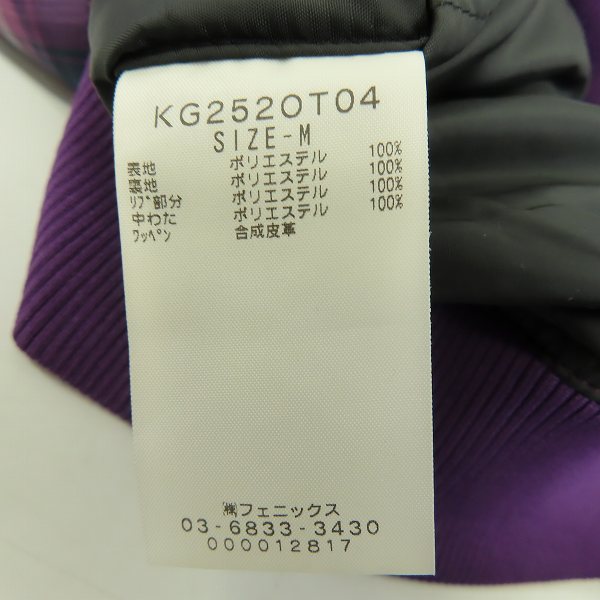 KG252OT04
SIZE-M
表地 ポリエステル 100%
裏地 ポリエステル 100%
リブ部分 ポリエステル 100%
中わた ポリエステル 100%
ワッペン 合成皮革
㈱フェニックス
03-6833-3430
000012817